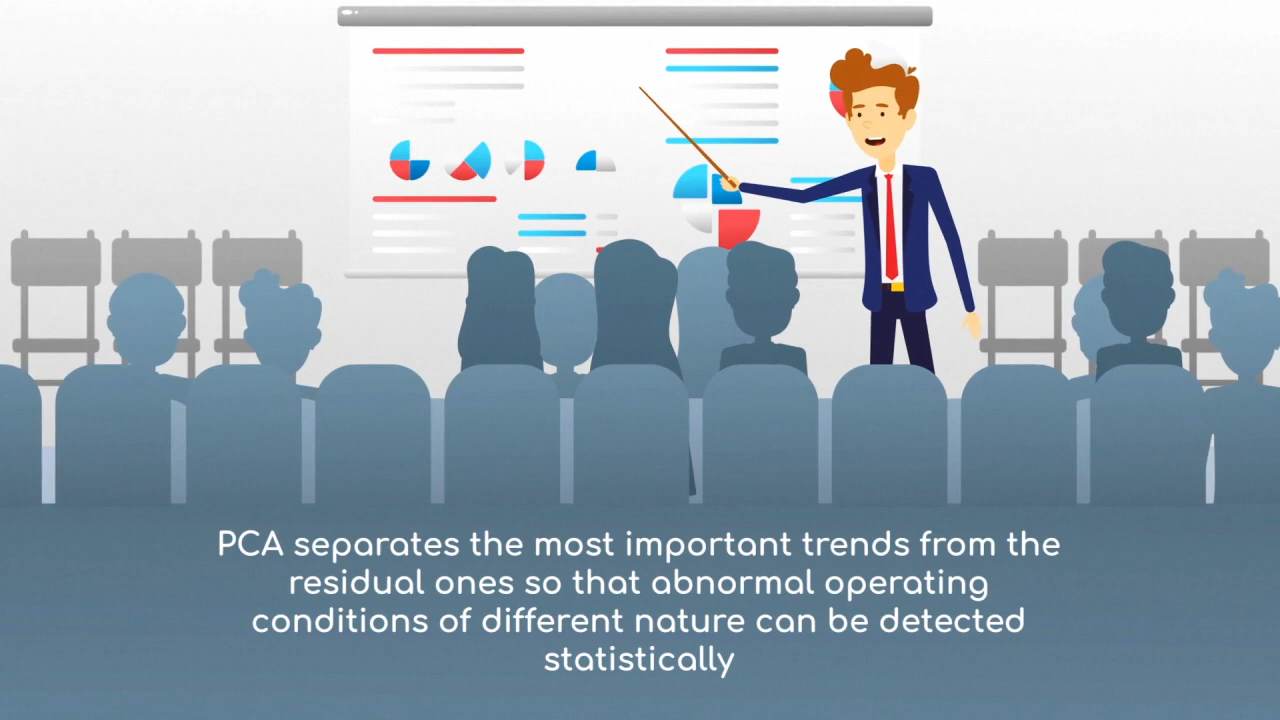 PCA separates the most important trends from the
residual ones so that abnormal operating
conditions of different nature can be detected
statistically